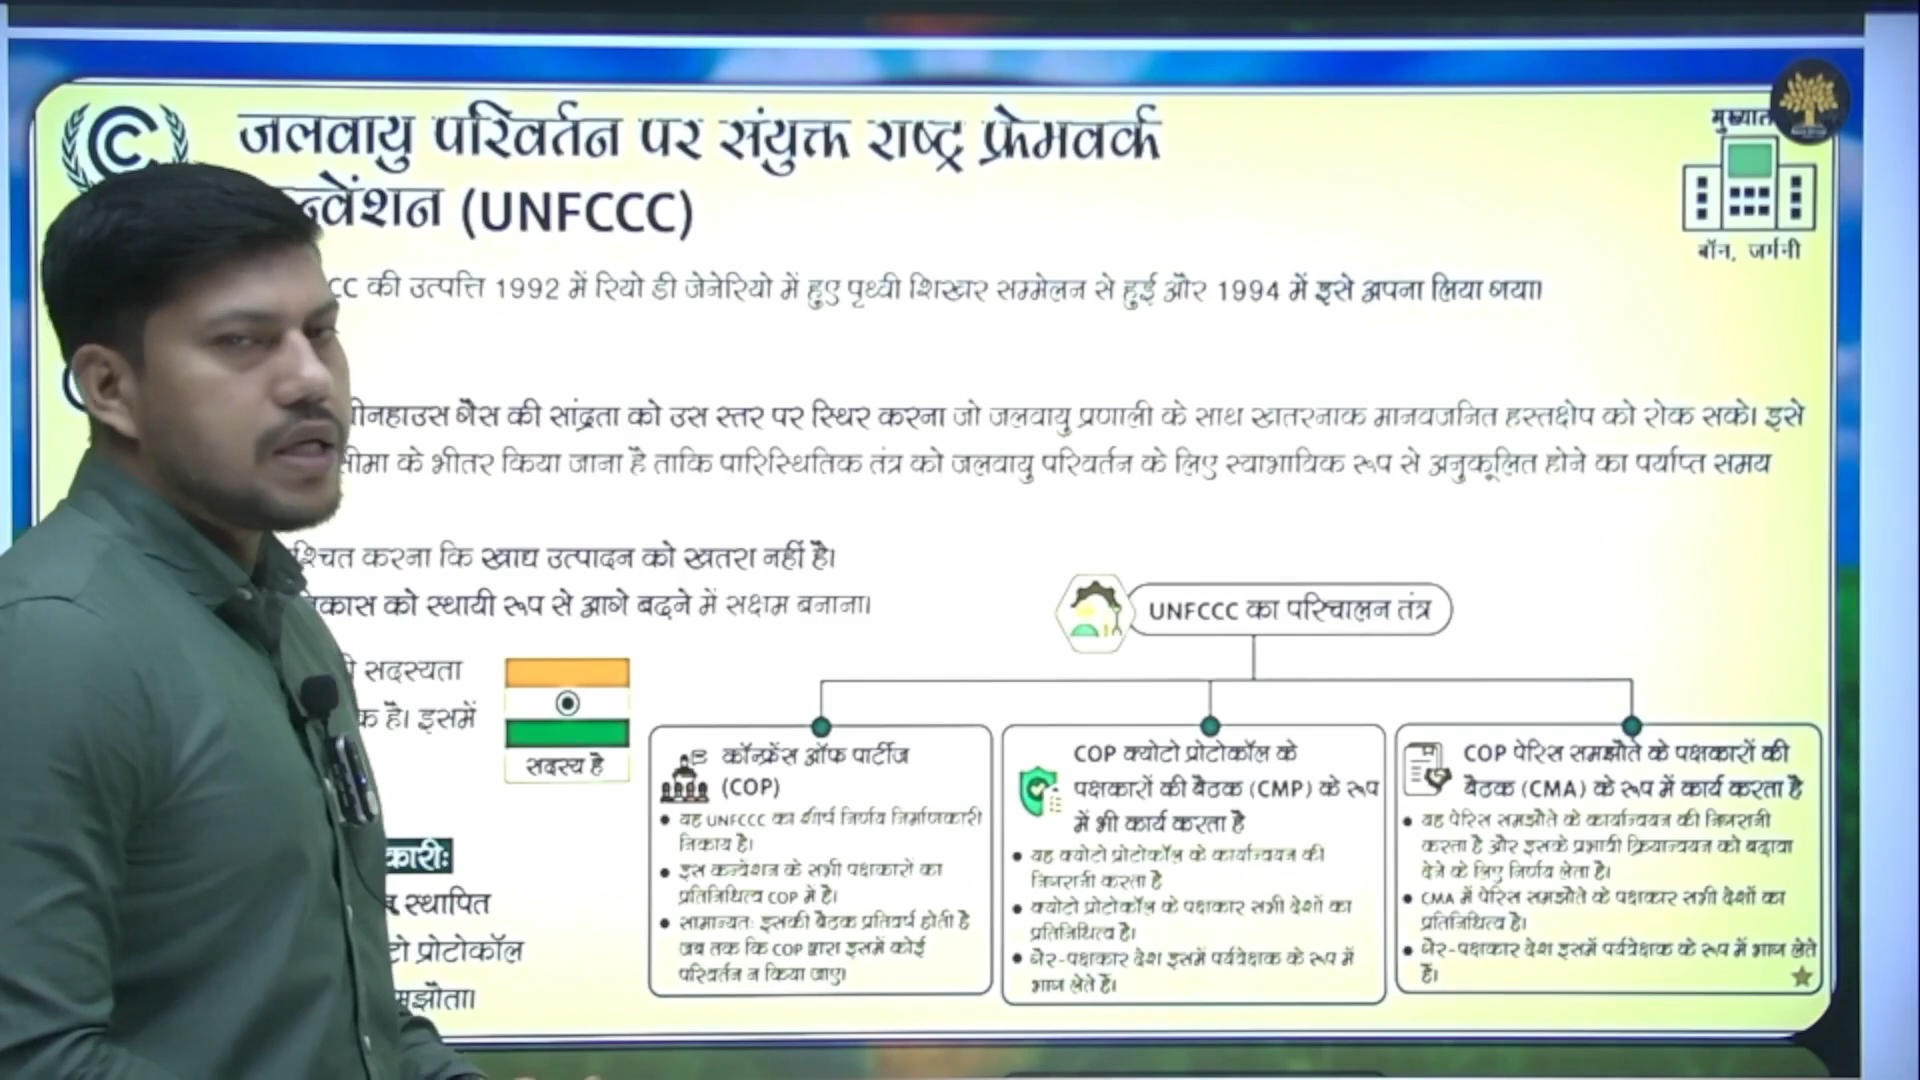 जलवायु परिवर्तन पर संयुक्त राष्ट्र फ्रेमवर्क
न्वेंशन (UNFCCC)
मुख्याल
बॉन, जर्मनी
CC की उत्पत्ति 1992 में रियो डी जेनेरियो में हुए पृथ्वी शिखर सम्मेलन से हुई और 1994 में इसे अपना लिया गया।
ीनहाउस गैस की सांद्रता को उस स्तर पर स्थिर करना जो जलवायु प्रणाली के साथ खतरनाक मानवजनित हस्तक्षेप को रोक सके। इसे
सीमा के भीतर किया जाना है ताकि पारिस्थितिक तंत्र को जलवायु परिवर्तन के लिए स्वाभाविक रूप से अनुकूलित होने का पर्याप्त समय
श्चित करना कि खाद्य उत्पादन को खतरा नहीं है।
विकास को स्थायी रूप से आगे बढ़ने में सक्षम बनाना।
सदस्यता
क है। इसमें
सदस्य है
कारी:
स्थापित
टो प्रोटोकॉल
मझौता।
UNFCCC का परिचालन तंत्र
कॉन्फ्रेंस ऑफ पार्टीज
(COP)
● यह UNFCCC का शीर्ष निर्णय निर्माणकारी
निकाय है।
● इस कन्वेंशन के सभी पक्षकारों का
प्रतिनिधित्व COP में है।
● सामान्यतः इसकी बैठक प्रतिवर्ष होती है
जब तक कि COP द्वारा इसमें कोई
परिवर्तन न किया जाए।
COP क्योटो प्रोटोकॉल के
पक्षकारों की बैठक (CMP) के रूप
में भी कार्य करता है
● यह क्योटो प्रोटोकॉल के कार्यान्वयन की
निगरानी करता है
● क्योटो प्रोटोकॉल के पक्षकार सभी देशों का
प्रतिनिधित्व है।
● गैर-पक्षकार देश इसमें पर्यवेक्षक के रूप में
भाग लेते हैं।
COP पेरिस समझौते के पक्षकारों की
बैठक (CMA) के रूप में कार्य करता है
● यह पेरिस समझौते के कार्यान्वयन की निगरानी
करता है और इसके प्रभावी क्रियान्वयन को बढ़ावा
देने के लिए निर्णय लेता है।
● CMA में पेरिस समझौते के पक्षकार सभी देशों का
प्रतिनिधित्व है।
● गैर-पक्षकार देश इसमें पर्यवेक्षक के रूप में भाग लेते
हैं।